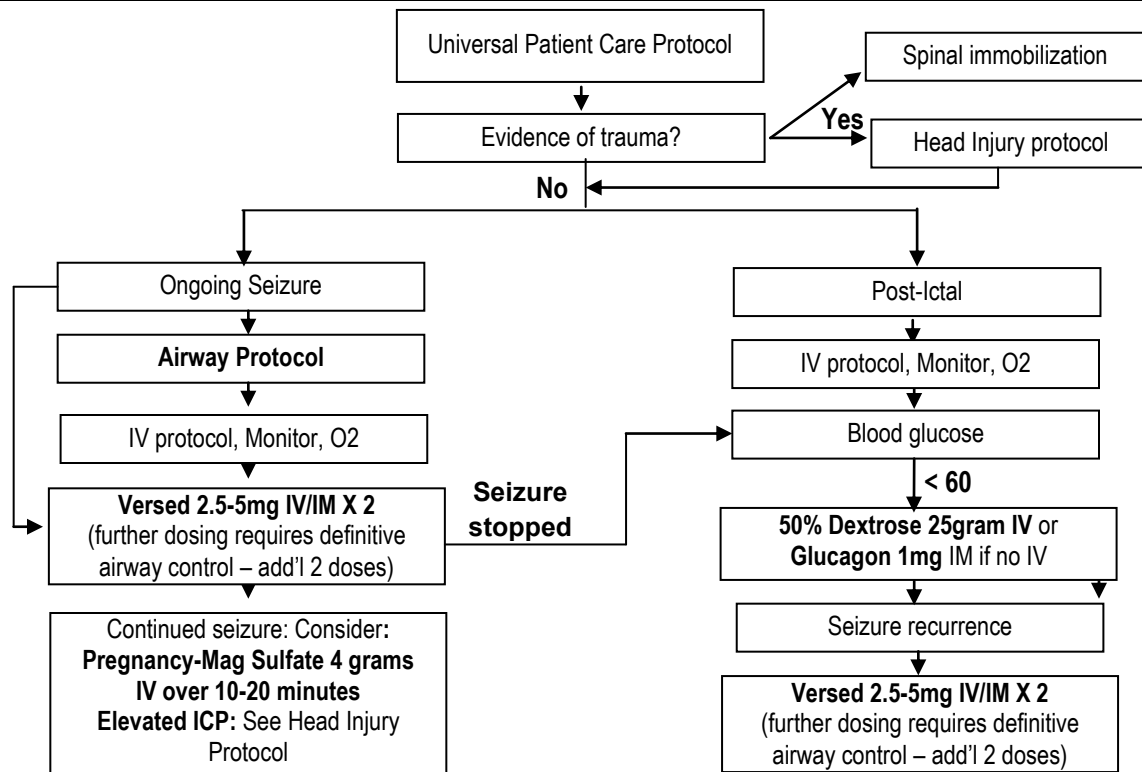 Universal Patient Care Protocol
Spinal immobilization
Evidence of trauma?
Yes
Head Injury protocol
No
Ongoing Seizure
Airway Protocol
IV protocol, Monitor, O2
Versed 2.5-5mg IV/IM X 2
(further dosing requires definitive
airway control – add'l 2 doses)
Seizure
stopped
Continued seizure: Consider:
Pregnancy-Mag Sulfate 4 grams
IV over 10-20 minutes
Elevated ICP: See Head Injury
Protocol
Post-Ictal
IV protocol, Monitor, O2
Blood glucose
< 60
50% Dextrose 25gram IV or
Glucagon 1mg IM if no IV
Seizure recurrence
Versed 2.5-5mg IV/IM X 2
(further dosing requires definitive
airway control – add'l 2 doses)